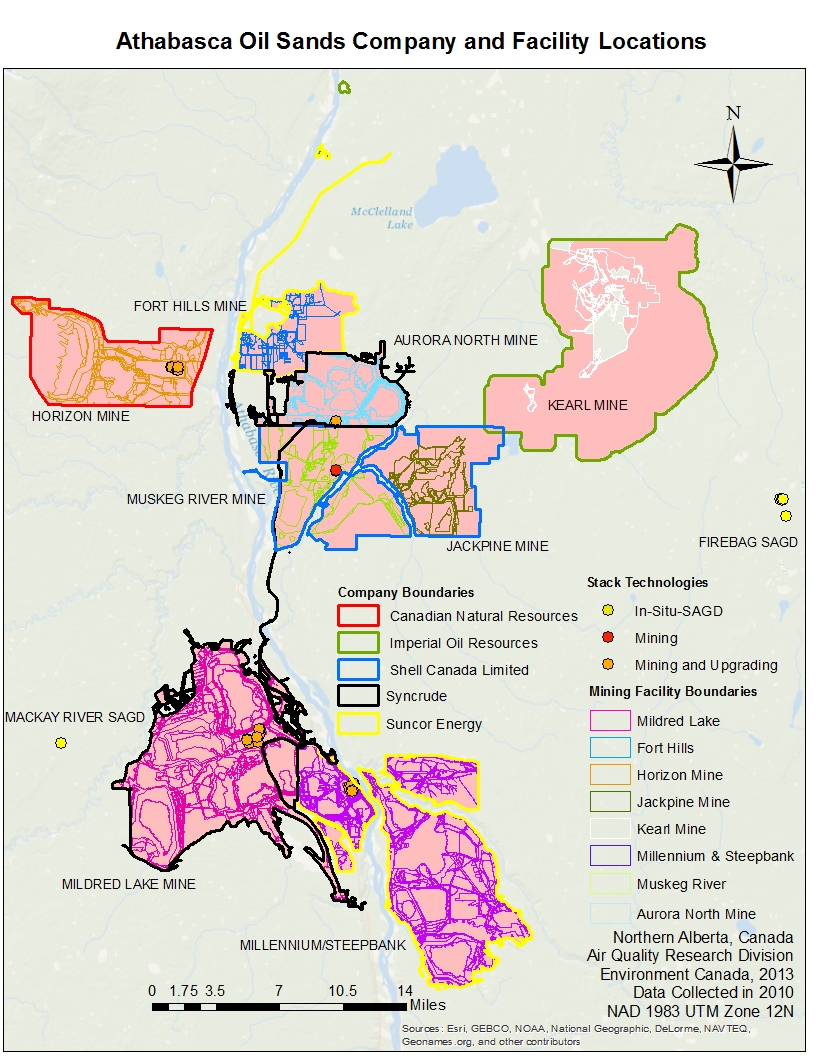 Athabasca Oil Sands Company and Facility Locations
N
McClelland
Lake
FORT HILLS MINE
AURORA NORTH MINE
HORIZON MINE
KEARL MINE
MUSKEG RIVER MINE
JACKPINE MINE
FIREBAG SAGD
Company Boundaries
Canadian Natural Resources
Imperial Oil Resources
Shell Canada Limited
Syncrude
Suncor Energy
Stack Technologies
In-Situ-SAGD
Mining
Mining and Upgrading
Mining Facility Boundaries
Mildred Lake
Fort Hills
Horizon Mine
Jackpine Mine
Kearl Mine
Millennium & Steepbank
Muskeg River
Aurora North Mine
MACKAY RIVER SAGD
MILDRED LAKE MINE
MILLENNIUM/STEEPBANK
Northern Alberta, Canada
Air Quality Research Division
Environment Canada, 2013
Data Collected in 2010
NAD 1983 UTM Zone 12N
0 1.75 3.5 7 10.5 14
Miles
Sources: Esri, GEBCO, NOAA, National Geographic, DeLorme, NAVTEQ,
Geonames.org, and other contributors